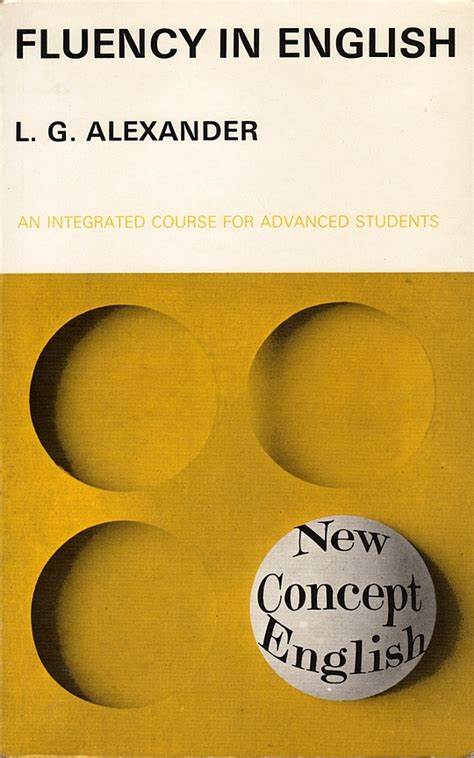 FLUENCY IN ENGLISH
L. G. ALEXANDER
AN INTEGRATED COURSE FOR ADVANCED STUDENTS
New
Concept
English